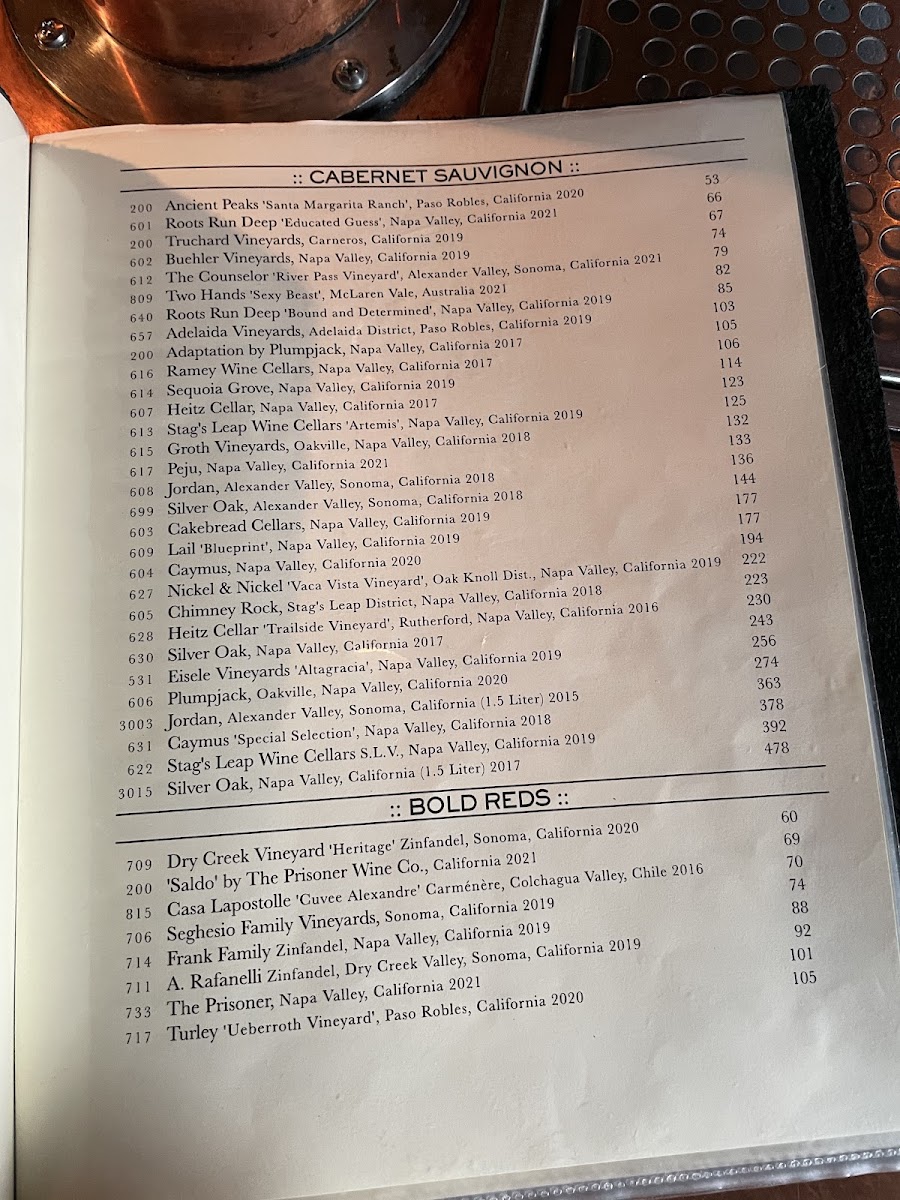 :: CABERNET SAUVIGNON ::
200 Ancient Peaks 'Santa Margarita Ranch', Paso Robles, California 2020 53
601 Roots Run Deep 'Educated Guess', Napa Valley, California 2021 66
200 Truchard Vineyards, Carneros, California 2019 67
602 Buehler Vineyards, Napa Valley, California 2019 74
612 The Counselor 'River Pass Vineyard', Alexander Valley, Sonoma, California 2021 79
809 Two Hands 'Sexy Beast', McLaren Vale, Australia 2021 82
640 Roots Run Deep 'Bound and Determined', Napa Valley, California 2019 85
657 Adelaida Vineyards, Adelaida District, Paso Robles, California 2019 103
200 Adaptation by Plumpjack, Napa Valley, California 2017 105
616 Ramey Wine Cellars, Napa Valley, California 2017 106
614 Sequoia Grove, Napa Valley, California 2019 114
607 Heitz Cellar, Napa Valley, California 2017 123
613 Stag's Leap Wine Cellars 'Artemis', Napa Valley, California 2019 125
615 Groth Vineyards, Oakville, Napa Valley, California 2018 132
617 Peju, Napa Valley, California 2021 133
608 Jordan, Alexander Valley, Sonoma, California 2018 136
699 Silver Oak, Alexander Valley, Sonoma, California 2018 144
603 Cakebread Cellars, Napa Valley, California 2019 177
609 Lail 'Blueprint', Napa Valley, California 2019 177
604 Caymus, Napa Valley, California 2020 194
627 Nickel & Nickel 'Vaca Vista Vineyard', Oak Knoll Dist., Napa Valley, California 2019 222
605 Chimney Rock, Stag's Leap District, Napa Valley, California 2018 223
628 Heitz Cellar 'Trailside Vineyard', Rutherford, Napa Valley, California 2016 230
630 Silver Oak, Napa Valley, California 2017 243
531 Eisele Vineyards 'Altagracia', Napa Valley, California 2019 256
606 Plumpjack, Oakville, Napa Valley, California 2020 274
3003 Jordan, Alexander Valley, Sonoma, California (1.5 Liter) 2015 363
631 Caymus 'Special Selection', Napa Valley, California 2018 378
622 Stag's Leap Wine Cellars S.L.V., Napa Valley, California 2019 392
3015 Silver Oak, Napa Valley, California (1.5 Liter) 2017 478
:: BOLD REDS ::
709 Dry Creek Vineyard 'Heritage' Zinfandel, Sonoma, California 2020 60
200 'Saldo' by The Prisoner Wine Co., California 2021 69
815 Casa Lapostolle 'Cuvee Alexandre' Carménère, Colchagua Valley, Chile 2016 70
706 Seghesio Family Vineyards, Sonoma, California 2019 74
714 Frank Family Zinfandel, Napa Valley, California 2019 88
711 A. Rafanelli Zinfandel, Dry Creek Valley, Sonoma, California 2019 92
733 The Prisoner, Napa Valley, California 2021 101
717 Turley 'Ueberroth Vineyard', Paso Robles, California 2020 105